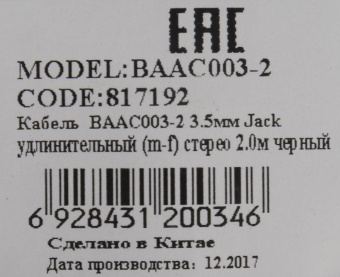 EAC
MODEL:BAAC003-2
CODE:817192
Кабель BAAC003-2 3.5мм Jack
удлинительный (m-f) стерео 2.0м черный
6 928431 200346
Сделано в Китае
Дата производства: 12.2017